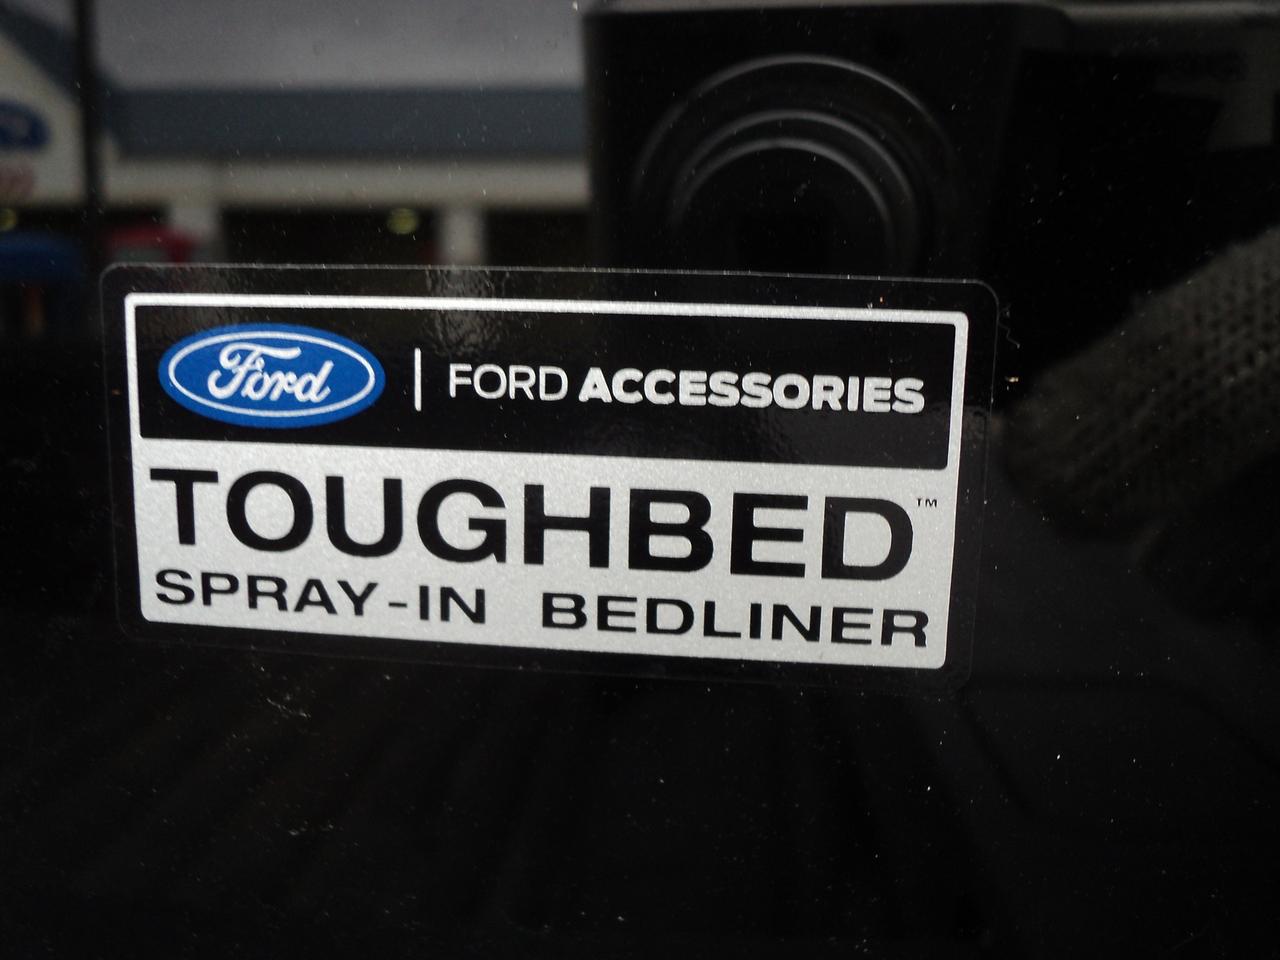 Ford | FORD ACCESSORIES
TOUGHBED™
SPRAY-IN BEDLINER